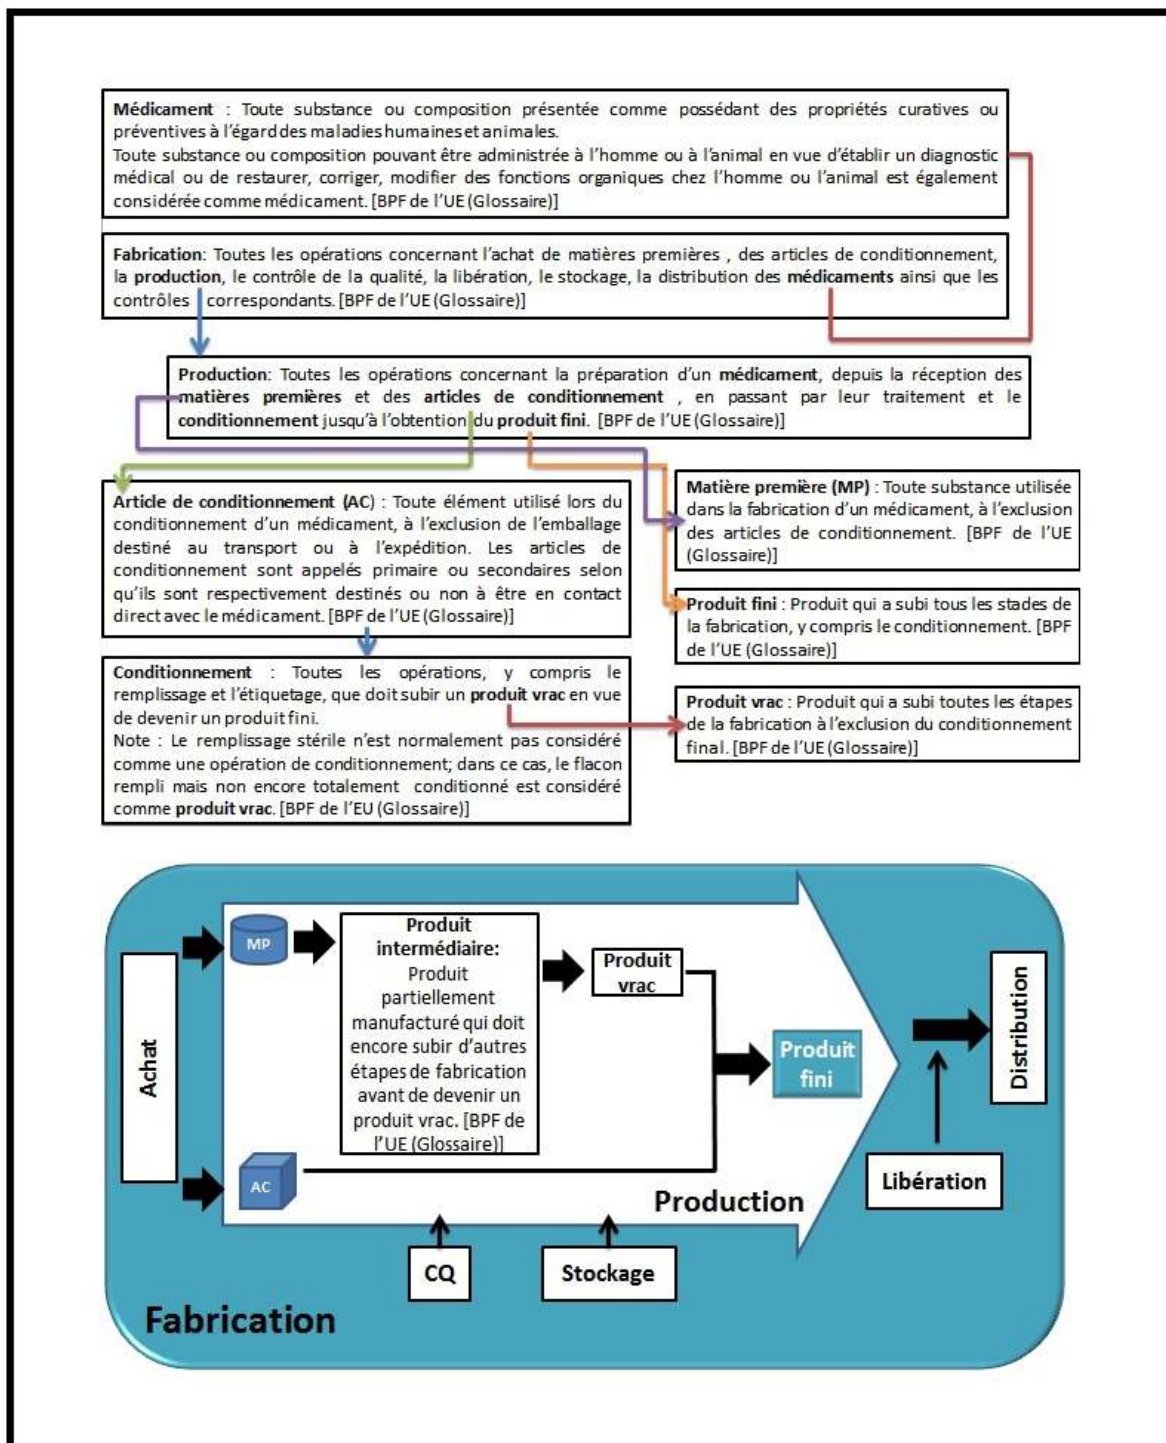 Médicament : Toute substance ou composition présentée comme possédant des propriétés curatives ou
préventives à l'égard des maladies humaines et animales.
Toute substance ou composition pouvant être administrée à l'homme ou à l'animal en vue d'établir un diagnostic
médical ou de restaurer, corriger, modifier des fonctions organiques chez l'homme ou l'animal est également
considérée comme médicament. [BPF de l'UE (Glossaire)]
Fabrication: Toutes les opérations concernant l'achat de matières premières , des articles de conditionnement,
la production, le contrôle de la qualité, la libération, le stockage, la distribution des médicaments ainsi que les
contrôles correspondants. [BPF de l'UE (Glossaire)]
Production: Toutes les opérations concernant la préparation d'un médicament, depuis la réception des
matières premières et des articles de conditionnement , en passant par leur traitement et le
conditionnement jusqu'à l'obtention du produit fini. [BPF de l'UE (Glossaire)]
Article de conditionnement (AC) : Toute élément utilisé lors du
conditionnement d'un médicament, à l'exclusion de l'emballage
destiné au transport ou à l'expédition. Les articles de
conditionnement sont appelés primaire ou secondaires selon
qu'ils sont respectivement destinés ou non à être en contact
direct avec le médicament. [BPF de l'UE (Glossaire)]
Matière première (MP) : Toute substance utilisée
dans la fabrication d'un médicament, à l'exclusion
des articles de conditionnement. [BPF de l'UE
(Glossaire)]
Produit fini : Produit qui a subi tous les stades de
la fabrication, y compris le conditionnement. [BPF
de l'UE (Glossaire)]
Conditionnement : Toutes les opérations, y compris le
remplissage et l'étiquetage, que doit subir un produit vrac en vue
de devenir un produit fini.
Note : Le remplissage stérile n'est normalement pas considéré
comme une opération de conditionnement; dans ce cas, le flacon
rempli mais non encore totalement conditionné est considéré
comme produit vrac. [BPF de l'EU (Glossaire)]
Produit vrac : Produit qui a subi toutes les étapes
de la fabrication à l'exclusion du conditionnement
final. [BPF de l'UE (Glossaire)]
Achat
MP
Produit
intermédiaire:
Produit
partiellement
manufacturé qui doit
encore subir d'autres
étapes de fabrication
avant de devenir un
produit vrac. [BPF de
l'UE (Glossaire)]
Produit
vrac
Produit
fini
Distribution
AC
Production
Libération
CQ
Stockage
Fabrication